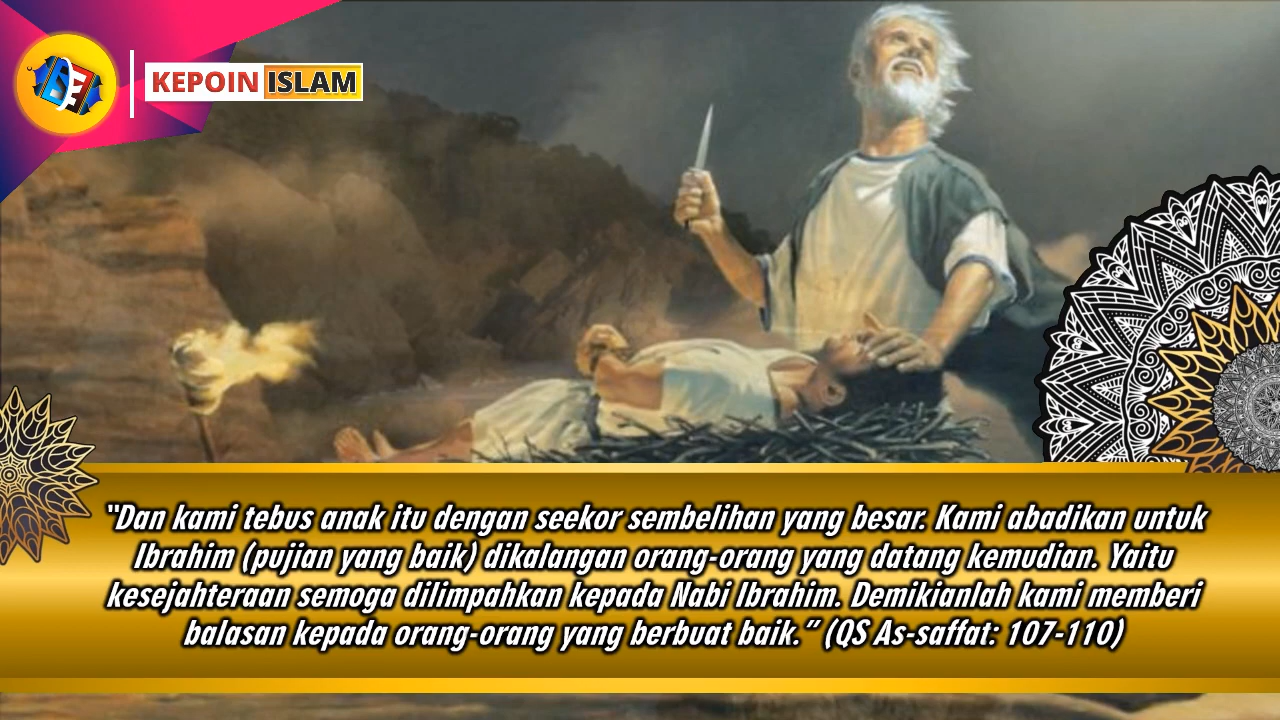 KEPOIN ISLAM
"Dan kami tebus anak itu dengan seekor sembelihan yang besar. Kami abadikan untuk
Ibrahim (pujian yang baik) dikalangan orang-orang yang datang kemudian. Yaitu
kesejahteraan semoga dilimpahkan kepada Nabi Ibrahim. Demikianlah kami memberi
balasan kepada orang-orang yang berbuat baik.” (QS As-saffat: 107-110)